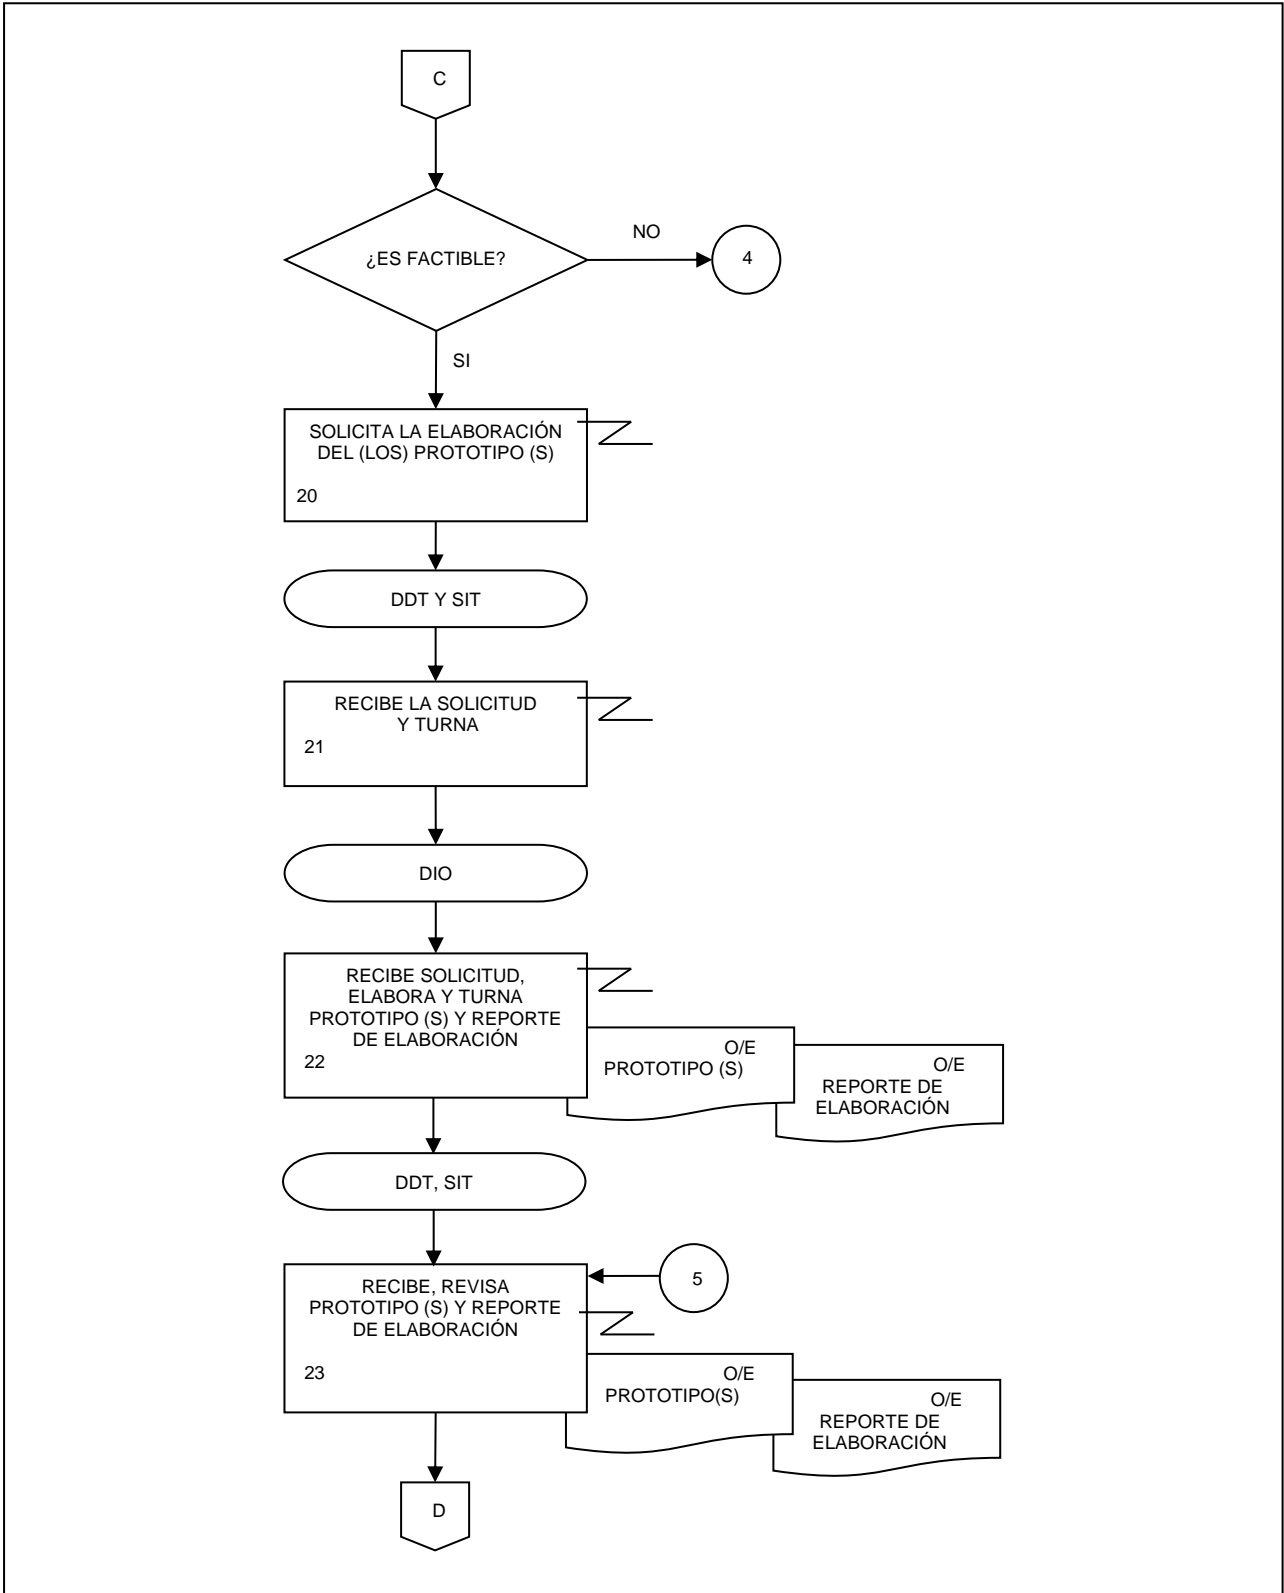 C
¿ES FACTIBLE?
NO
4
SI
SOLICITA LA ELABORACIÓN
DEL (LOS) PROTOTIPO (S)
20
DDT Y SIT
RECIBE LA SOLICITUD
Y TURNA
21
DIO
RECIBE SOLICITUD,
ELABORA Y TURNA
PROTOTIPO (S) Y REPORTE
DE ELABORACIÓN
22
O/E
PROTOTIPO (S)
O/E
REPORTE DE
ELABORACIÓN
DDT, SIT
5
RECIBE, REVISA
PROTOTIPO (S) Y REPORTE
DE ELABORACIÓN
23
O/E
PROTOTIPO(S)
O/E
REPORTE DE
ELABORACIÓN
D